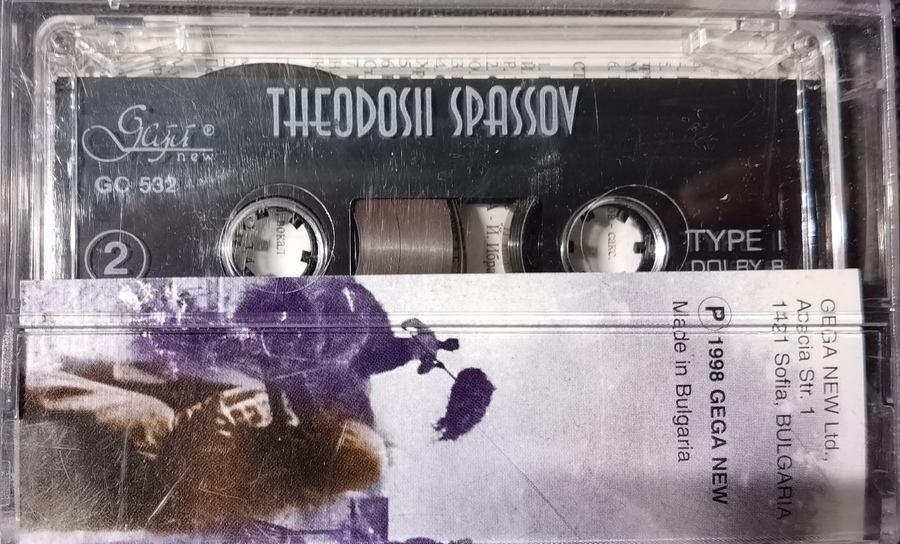 THEODOSII SPASSOV
Gega® new
GC 532
2
TYPE I
DOLBY B
GEGA NEW Ltd.,
Acacia Str. 1
1421 Sofia, BULGARIA
Ⓟ 1998 GEGA NEW
Made in Bulgaria